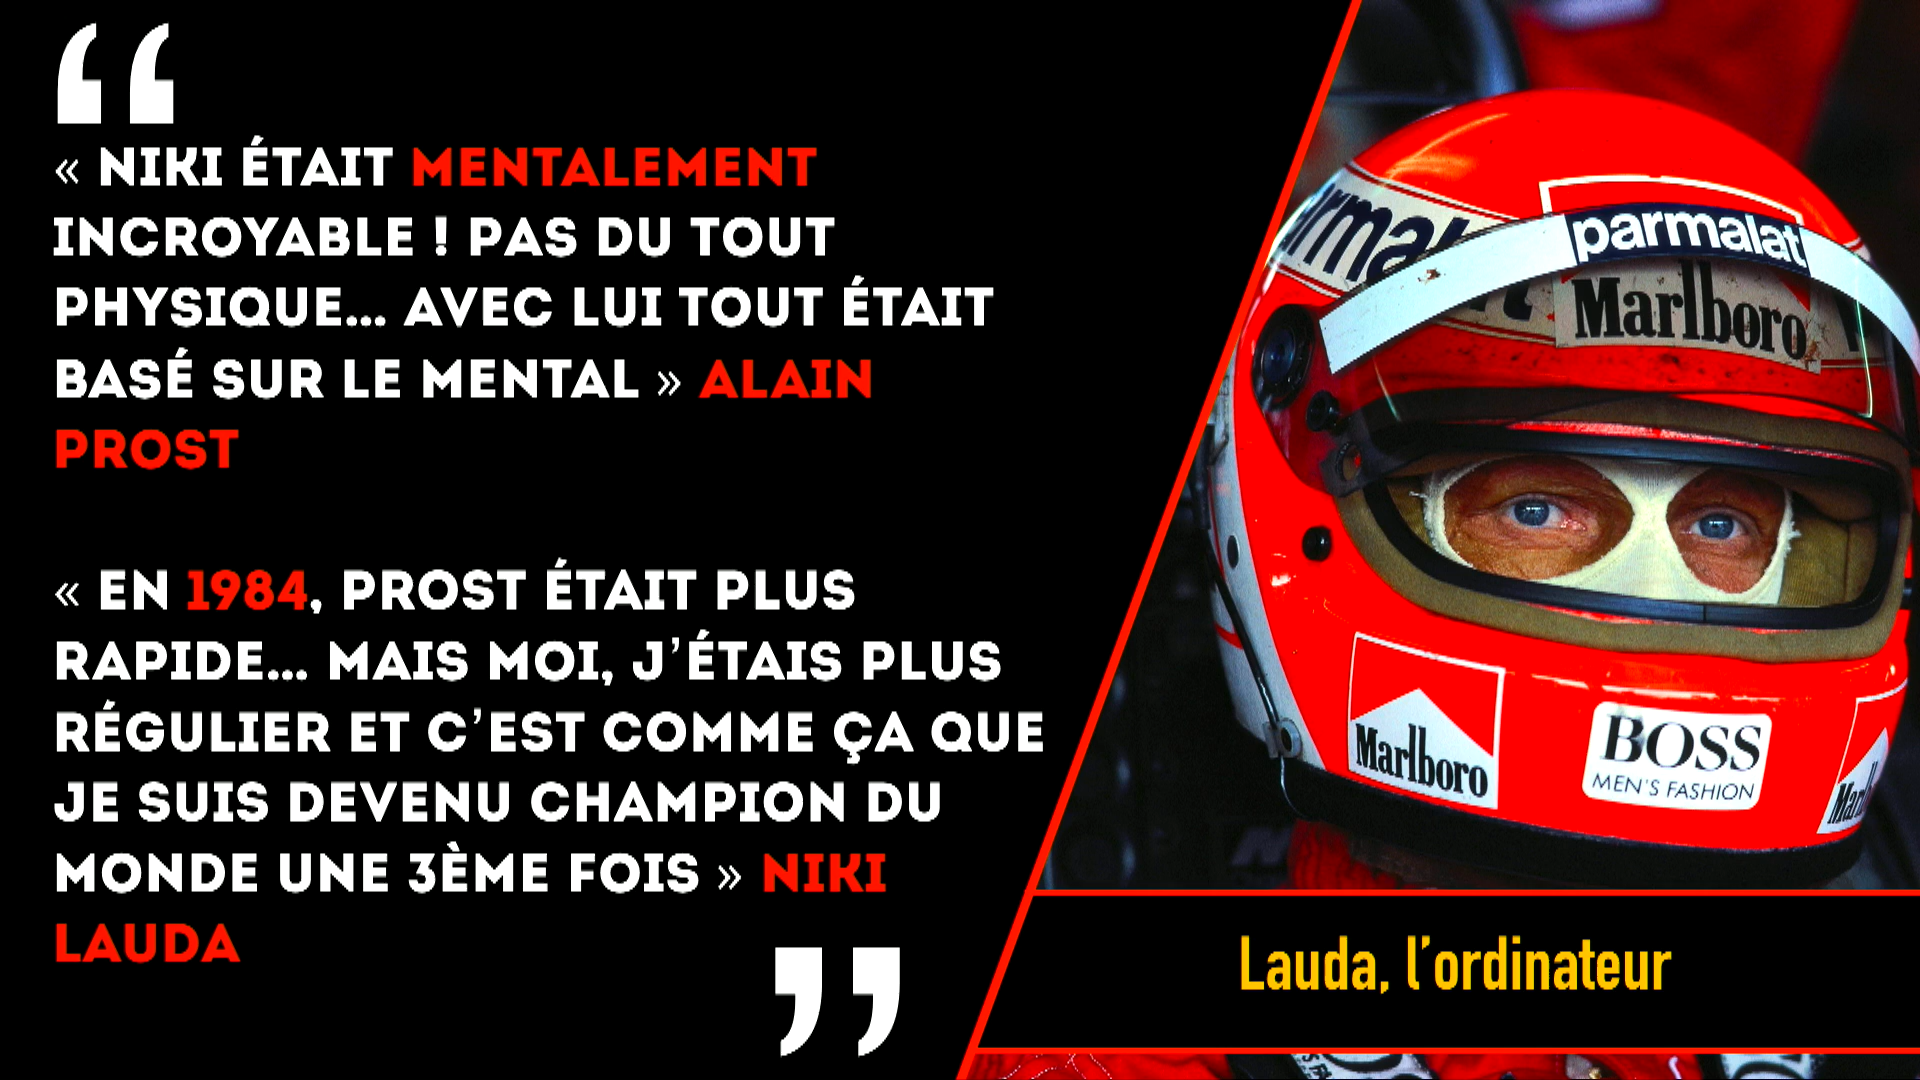 “
« NIKI ÉTAIT MENTALEMENT
INCROYABLE ! PAS DU TOUT
PHYSIQUE... AVEC LUI TOUT ÉTAIT
BASÉ SUR LE MENTAL » ALAIN
PROST
« EN 1984, PROST ÉTAIT PLUS
RAPIDE... MAIS MOI, J’ÉTAIS PLUS
RÉGULIER ET C’EST COMME ÇA QUE
JE SUIS DEVENU CHAMPION DU
MONDE UNE 3ÈME FOIS » NIKI
LAUDA
”
parmalat
Marlboro
Marlboro
BOSS
MEN'S FASHION
Lauda, l’ordinateur